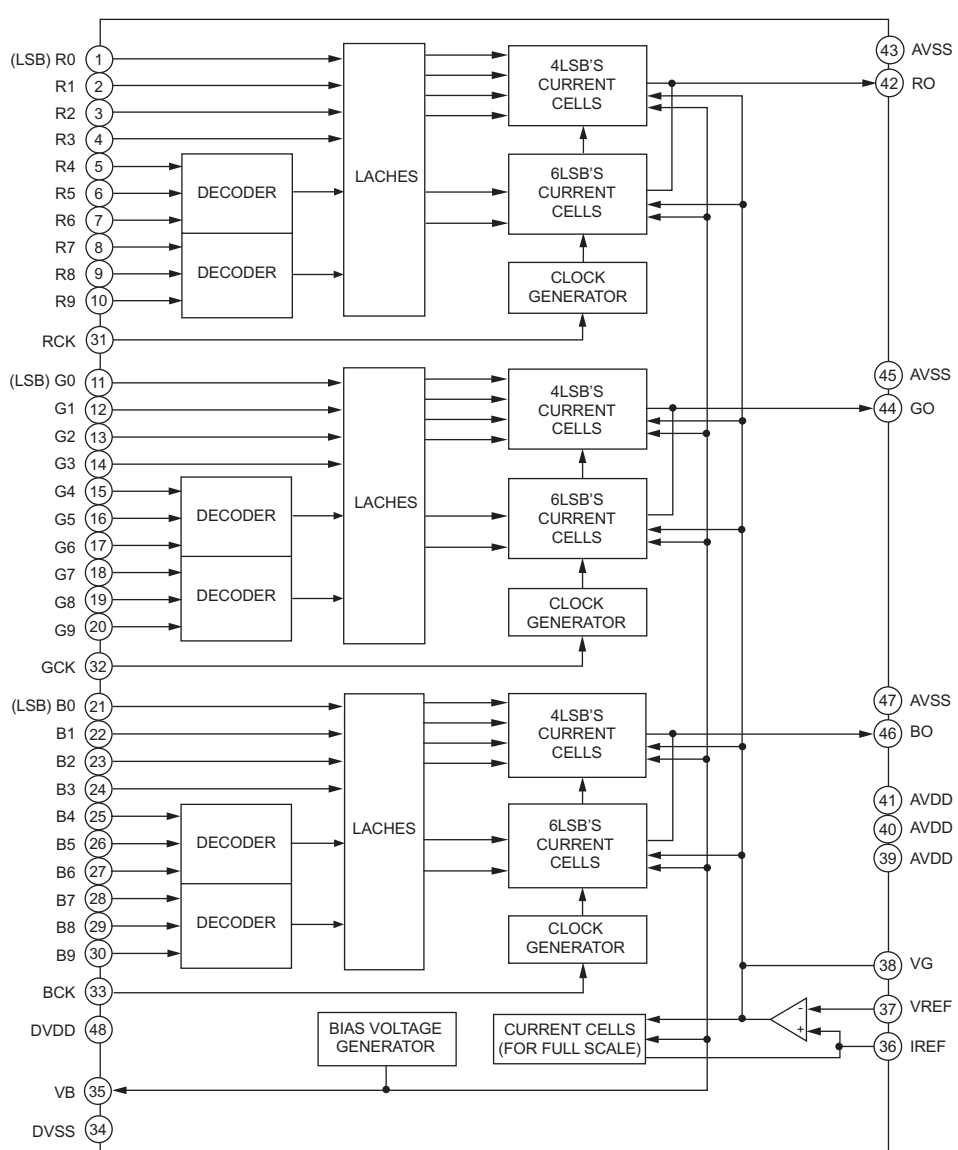 (LSB) R0 1
R1 2
R2 3
R3 4
R4 5
R5 6
R6 7
R7 8
R8 9
R9 10
RCK 31
DECODER
DECODER
LACHES
4LSB'S
CURRENT
CELLS
6LSB'S
CURRENT
CELLS
CLOCK
GENERATOR
43 AVSS
42 RO
(LSB) G0 11
G1 12
G2 13
G3 14
G4 15
G5 16
G6 17
G7 18
G8 19
G9 20
GCK 32
DECODER
DECODER
LACHES
4LSB'S
CURRENT
CELLS
6LSB'S
CURRENT
CELLS
CLOCK
GENERATOR
45 AVSS
44 GO
(LSB) B0 21
B1 22
B2 23
B3 24
B4 25
B5 26
B6 27
B7 28
B8 29
B9 30
BCK 33
DECODER
DECODER
LACHES
4LSB'S
CURRENT
CELLS
6LSB'S
CURRENT
CELLS
CLOCK
GENERATOR
47 AVSS
46 BO
41 AVDD
40 AVDD
39 AVDD
38 VG
37 VREF
36 IREF
-
+
DVDD 48
VB 35
DVSS 34
BIAS VOLTAGE
GENERATOR
CURRENT CELLS
(FOR FULL SCALE)